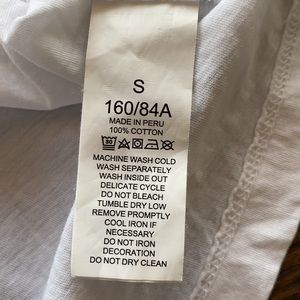 S
160/84A
MADE IN PERU
100% COTTON
MACHINE WASH COLD
WASH SEPARATELY
WASH INSIDE OUT
DELICATE CYCLE
DO NOT BLEACH
TUMBLE DRY LOW
REMOVE PROMPTLY
COOL IRON IF
NECESSARY
DO NOT IRON
DECORATION
DO NOT DRY CLEAN